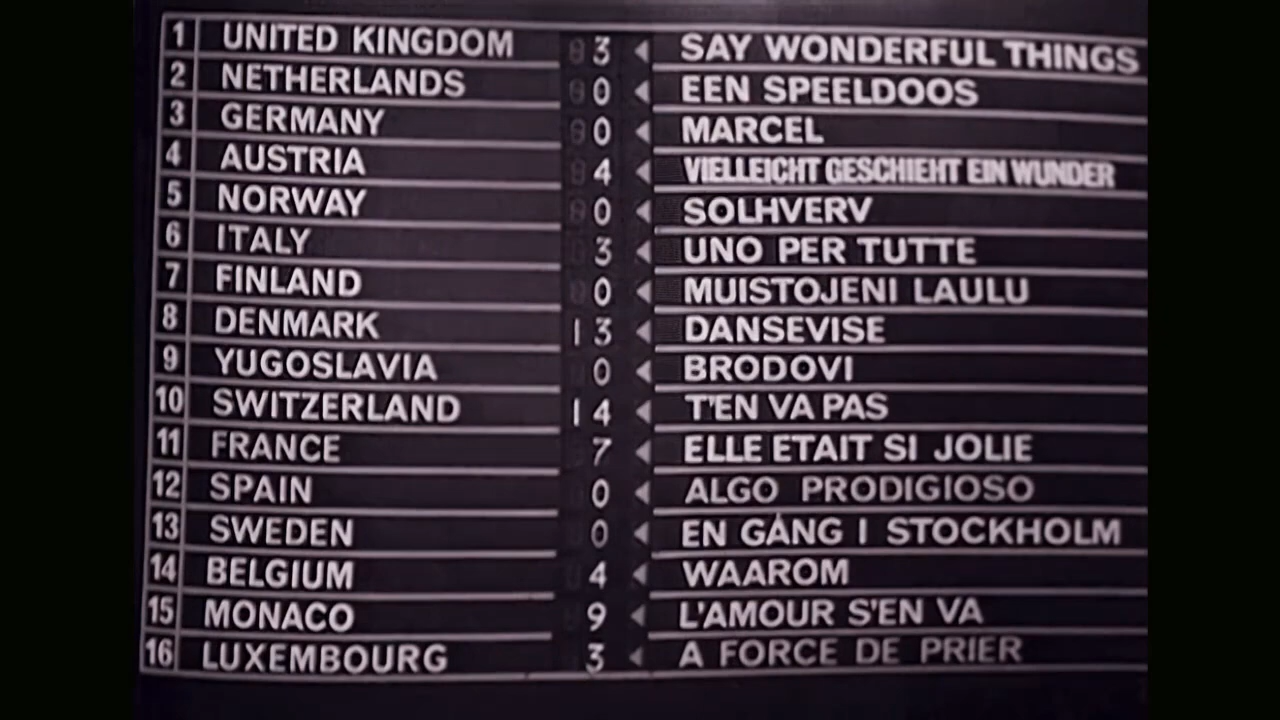 1 UNITED KINGDOM 3 SAY WONDERFUL THINGS
2 NETHERLANDS 0 EEN SPEELDOOS
3 GERMANY 0 MARCEL
4 AUSTRIA 4 VIELLEICHT GESCHIEHT EIN WUNDER
5 NORWAY 0 SOLHVERV
6 ITALY 3 UNO PER TUTTE
7 FINLAND 0 MUISTOJENI LAULU
8 DENMARK 13 DANSEVISE
9 YUGOSLAVIA 0 BRODOVI
10 SWITZERLAND 14 T'EN VA PAS
11 FRANCE 7 ELLE ETAIT SI JOLIE
12 SPAIN 0 ALGO PRODIGIOSO
13 SWEDEN 0 EN GÅNG I STOCKHOLM
14 BELGIUM 4 WAAROM
15 MONACO 9 L'AMOUR S'EN VA
16 LUXEMBOURG 3 A FORCE DE PRIER